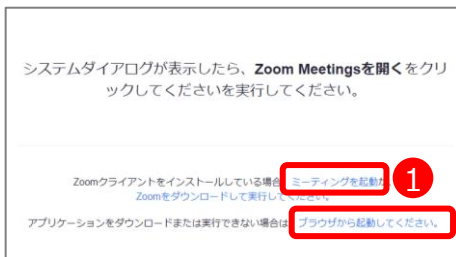 システムダイアログが表示したら、Zoom Meetingsを開くをクリ
ックしてくださいを実行してください。
Zoomクライアントをインストールしている場合 ミーティングを起動
1
Zoomをダウンロードして実行してください。
アプリケーションをダウンロードまたは実行できない場合は ブラウザから起動してください。